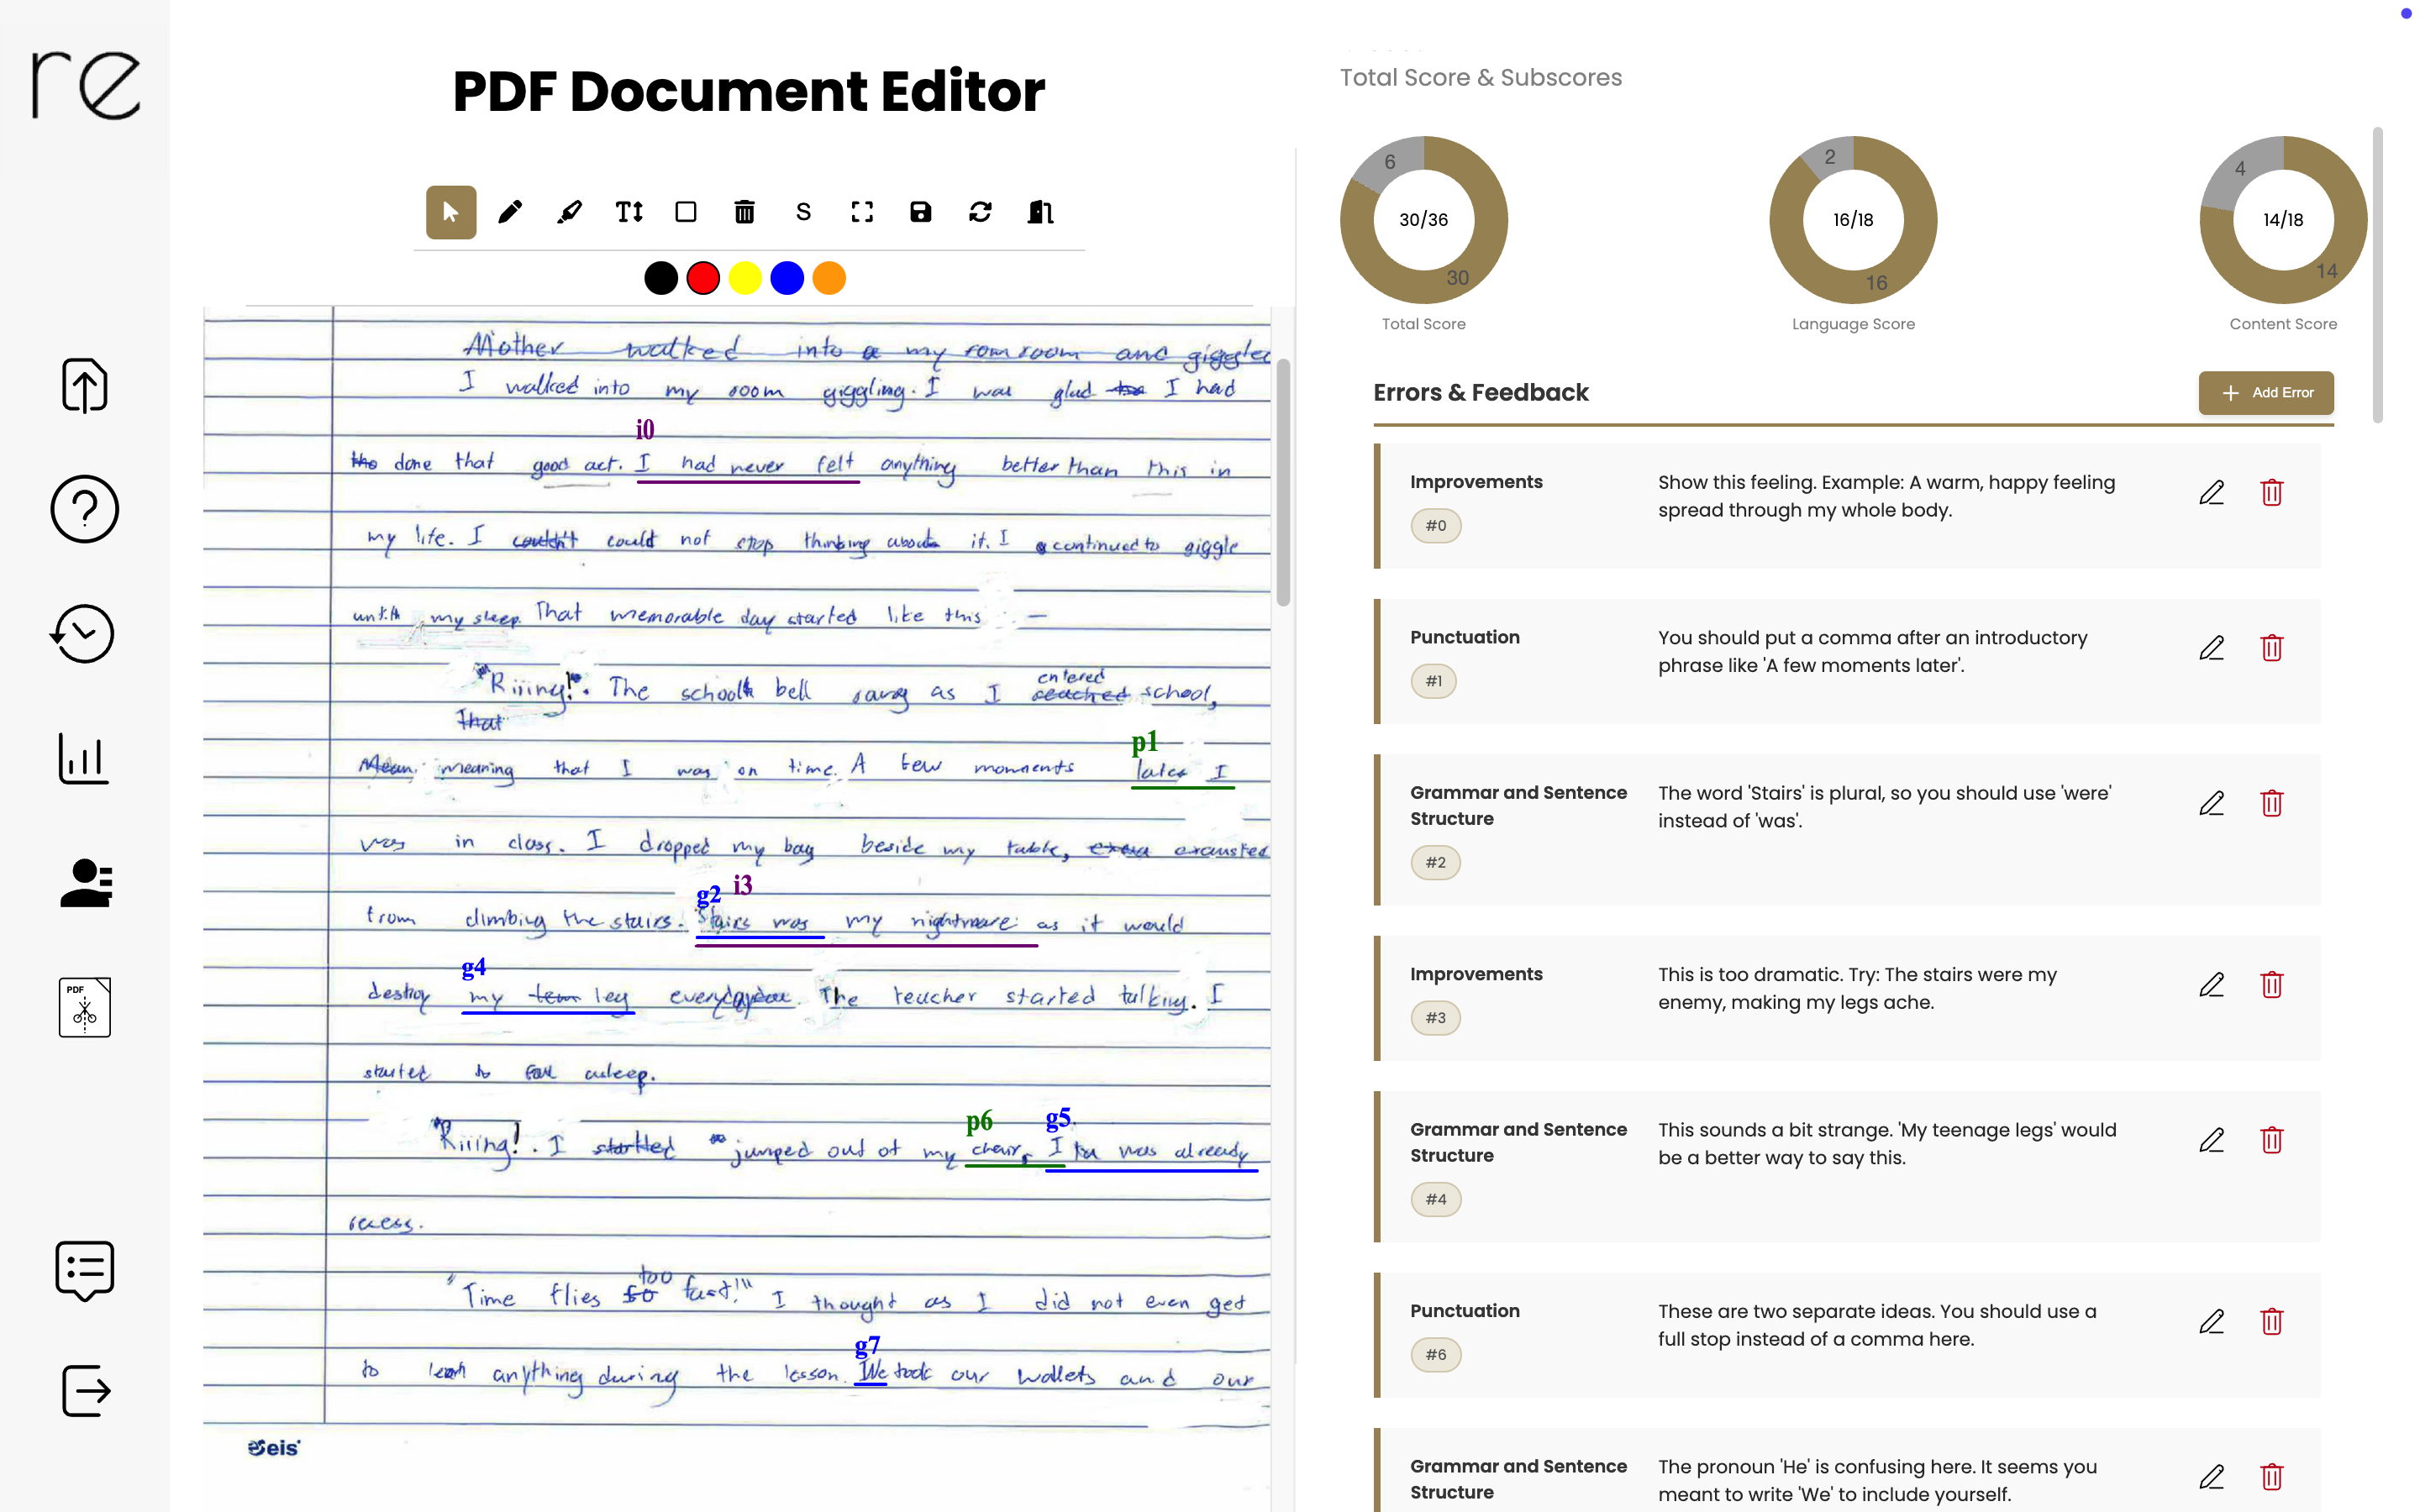 re
PDF Document Editor
S
Mother walked into a my rom room and giggled
I walked into my room giggling. I was glad I had
i0
the done that good act. I had never felt anything better than this in
my life. I couldn't could not stop thinking about it. I continued to giggle
until my sleep. That memorable day started like this —
"Riiing!". The school bell rang as I reached entered school,
That
Mean meaning that I was on time. A few moments later I
p1
was in class. I dropped my bag beside my table, exausted
g2 i3
from climbing the stairs. Stairs was my nightmare as it would
g4
destroy my leg everyday. The teacher started talking. I
started to fall asleep.
p6 g5
"Riiing! . I startled jumped out of my chair, I was already
recess.
"Time flies so too fast!" I thought as I did not even get
g7
to learn anything during the lesson. We took our wallets and our
eis
PDF
Total Score & Subscores
6
30/36
30
Total Score
2
16/18
16
Language Score
4
14/18
14
Content Score
Errors & Feedback
+ Add Error
Improvements
#0
Show this feeling. Example: A warm, happy feeling
spread through my whole body.
Punctuation
#1
You should put a comma after an introductory
phrase like 'A few moments later'.
Grammar and Sentence
Structure
#2
The word 'Stairs' is plural, so you should use 'were'
instead of 'was'.
Improvements
#3
This is too dramatic. Try: The stairs were my
enemy, making my legs ache.
Grammar and Sentence
Structure
#4
This sounds a bit strange. 'My teenage legs' would
be a better way to say this.
Punctuation
#6
These are two separate ideas. You should use a
full stop instead of a comma here.
Grammar and Sentence
Structure
The pronoun 'He' is confusing here. It seems you
meant to write 'We' to include yourself.